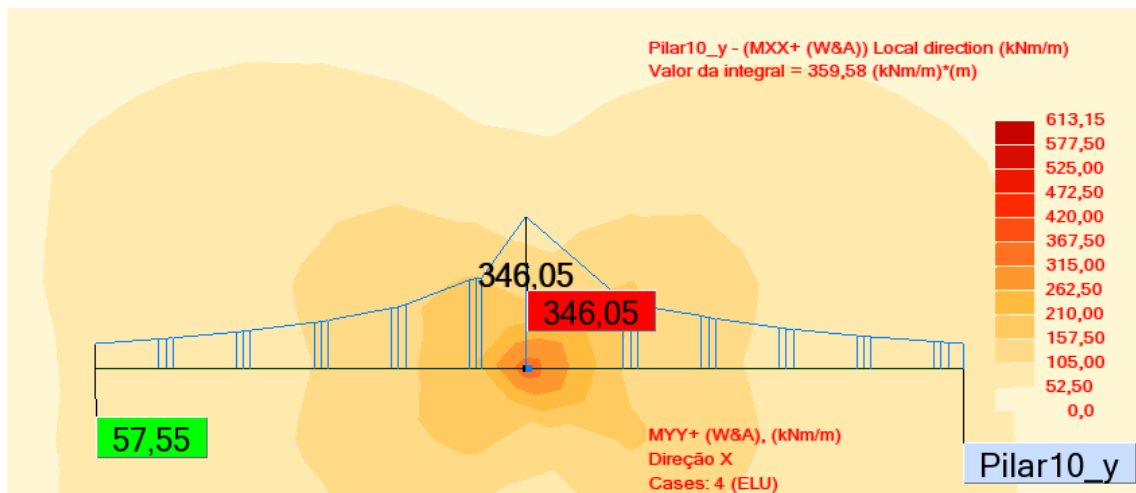 Pilar10_y - (MXX+ (W&A)) Local direction (kNm/m)
Valor da integral = 359,58 (kNm/m)*(m)
613,15
577,50
525,00
472,50
420,00
367,50
315,00
262,50
210,00
157,50
105,00
52,50
0,0
346,05
346,05
57,55
MYY+ (W&A), (kNm/m)
Direção X
Cases: 4 (ELU)
Pilar10_y